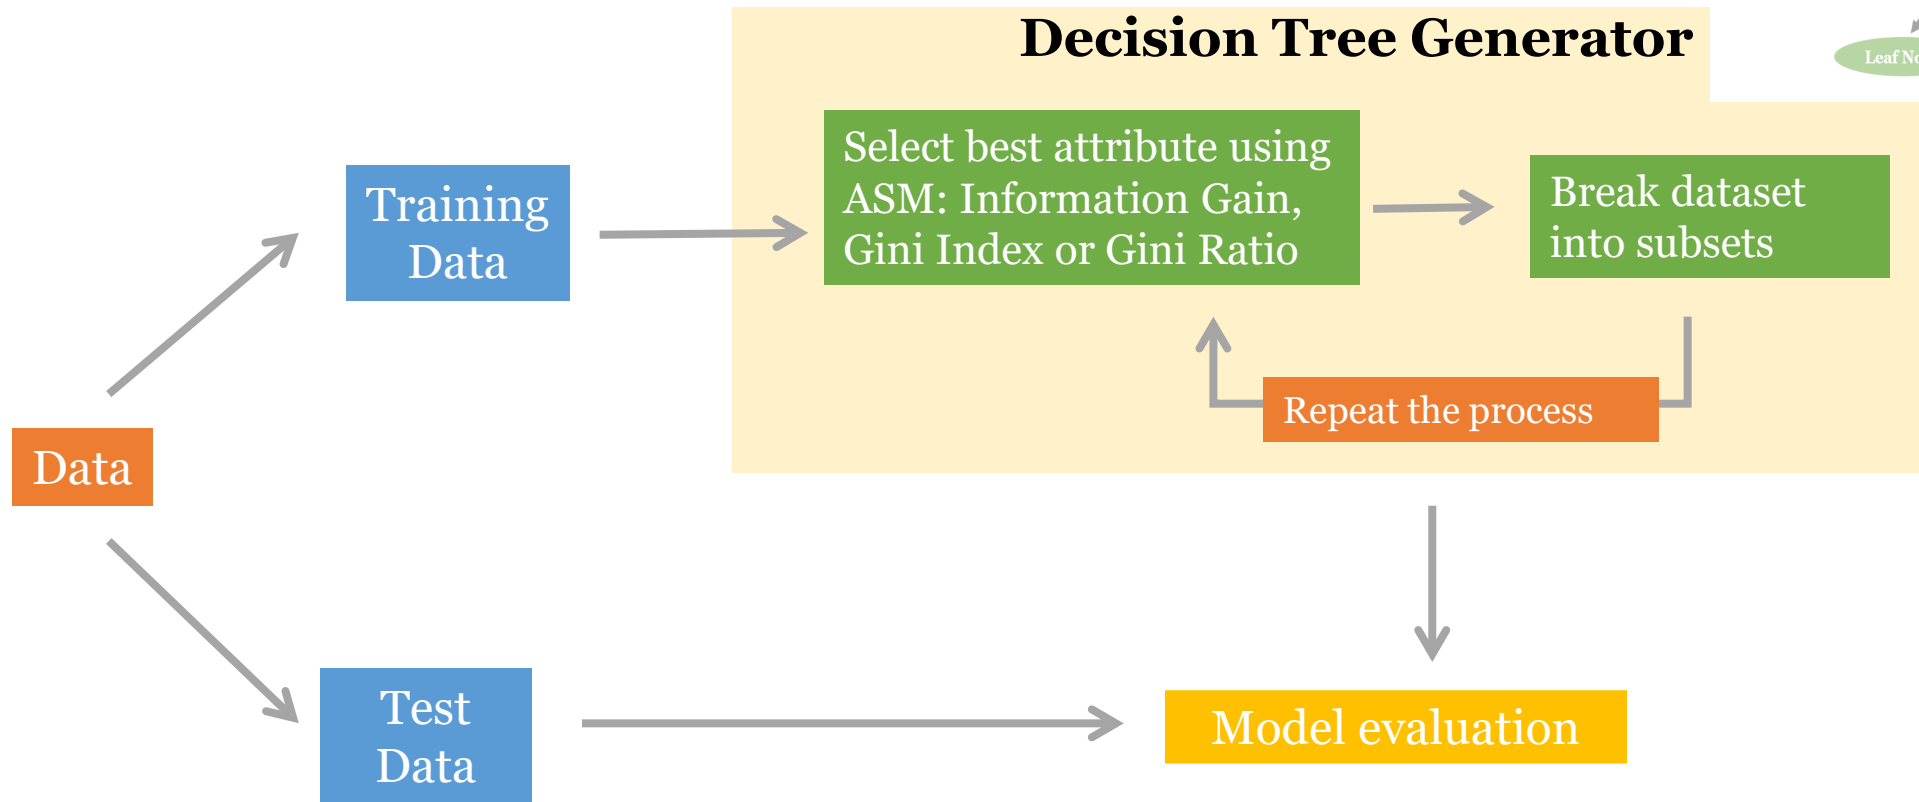 Decision Tree Generator
Leaf
Training
Data
Select best attribute using
ASM: Information Gain,
Gini Index or Gini Ratio
Break dataset
into subsets
Repeat the process
Data
Test
Data
Model evaluation